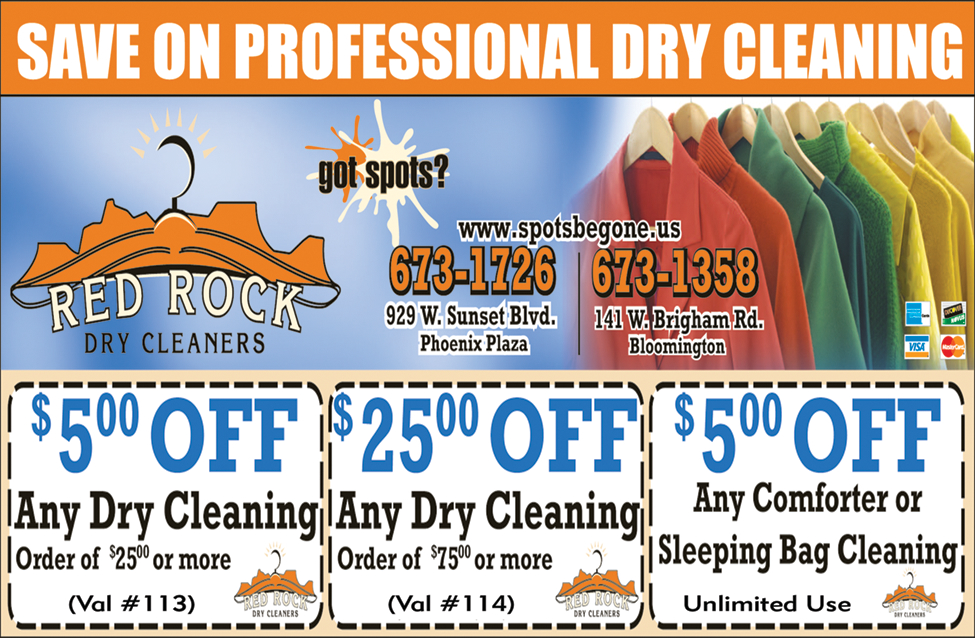 SAVE ON PROFESSIONAL DRY CLEANING
got spots?
RED ROCK
DRY CLEANERS
www.spotsbegone.us
673-1726
929 W. Sunset Blvd.
Phoenix Plaza
673-1358
141 W. Brigham Rd.
Bloomington
VISA
MasterCard
$5.00 OFF
Any Dry Cleaning
Order of $25.00 or more
(Val #113)
RED ROCK
DRY CLEANERS
$25.00 OFF
Any Dry Cleaning
Order of $75.00 or more
(Val #114)
RED ROCK
DRY CLEANERS
$5.00 OFF
Any Comforter or
Sleeping Bag Cleaning
Unlimited Use
RED ROCK
DRY CLEANERS